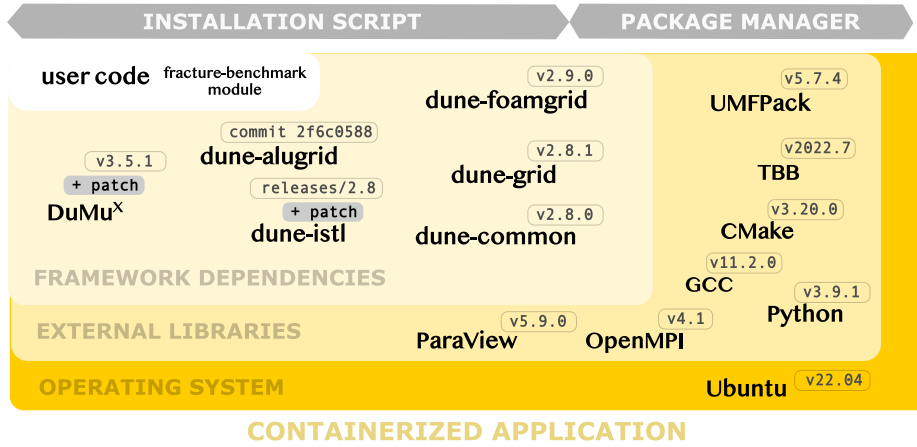 INSTALLATION SCRIPT
PACKAGE MANAGER
user code
fracture-benchmark
module
v2.9.0
dune-foamgrid
v5.7.4
UMFPack
commit 2f6c0588
dune-alugrid
v3.5.1
+ patch
DuMuX
releases/2.8
+ patch
dune-istl
v2.8.1
dune-grid
v2.8.0
dune-common
v2022.7
TBB
v3.20.0
CMake
v11.2.0
GCC
v3.9.1
Python
FRAMEWORK DEPENDENCIES
EXTERNAL LIBRARIES
v5.9.0
ParaView
v4.1
OpenMPI
OPERATING SYSTEM
Ubuntu v22.04
CONTAINERIZED APPLICATION